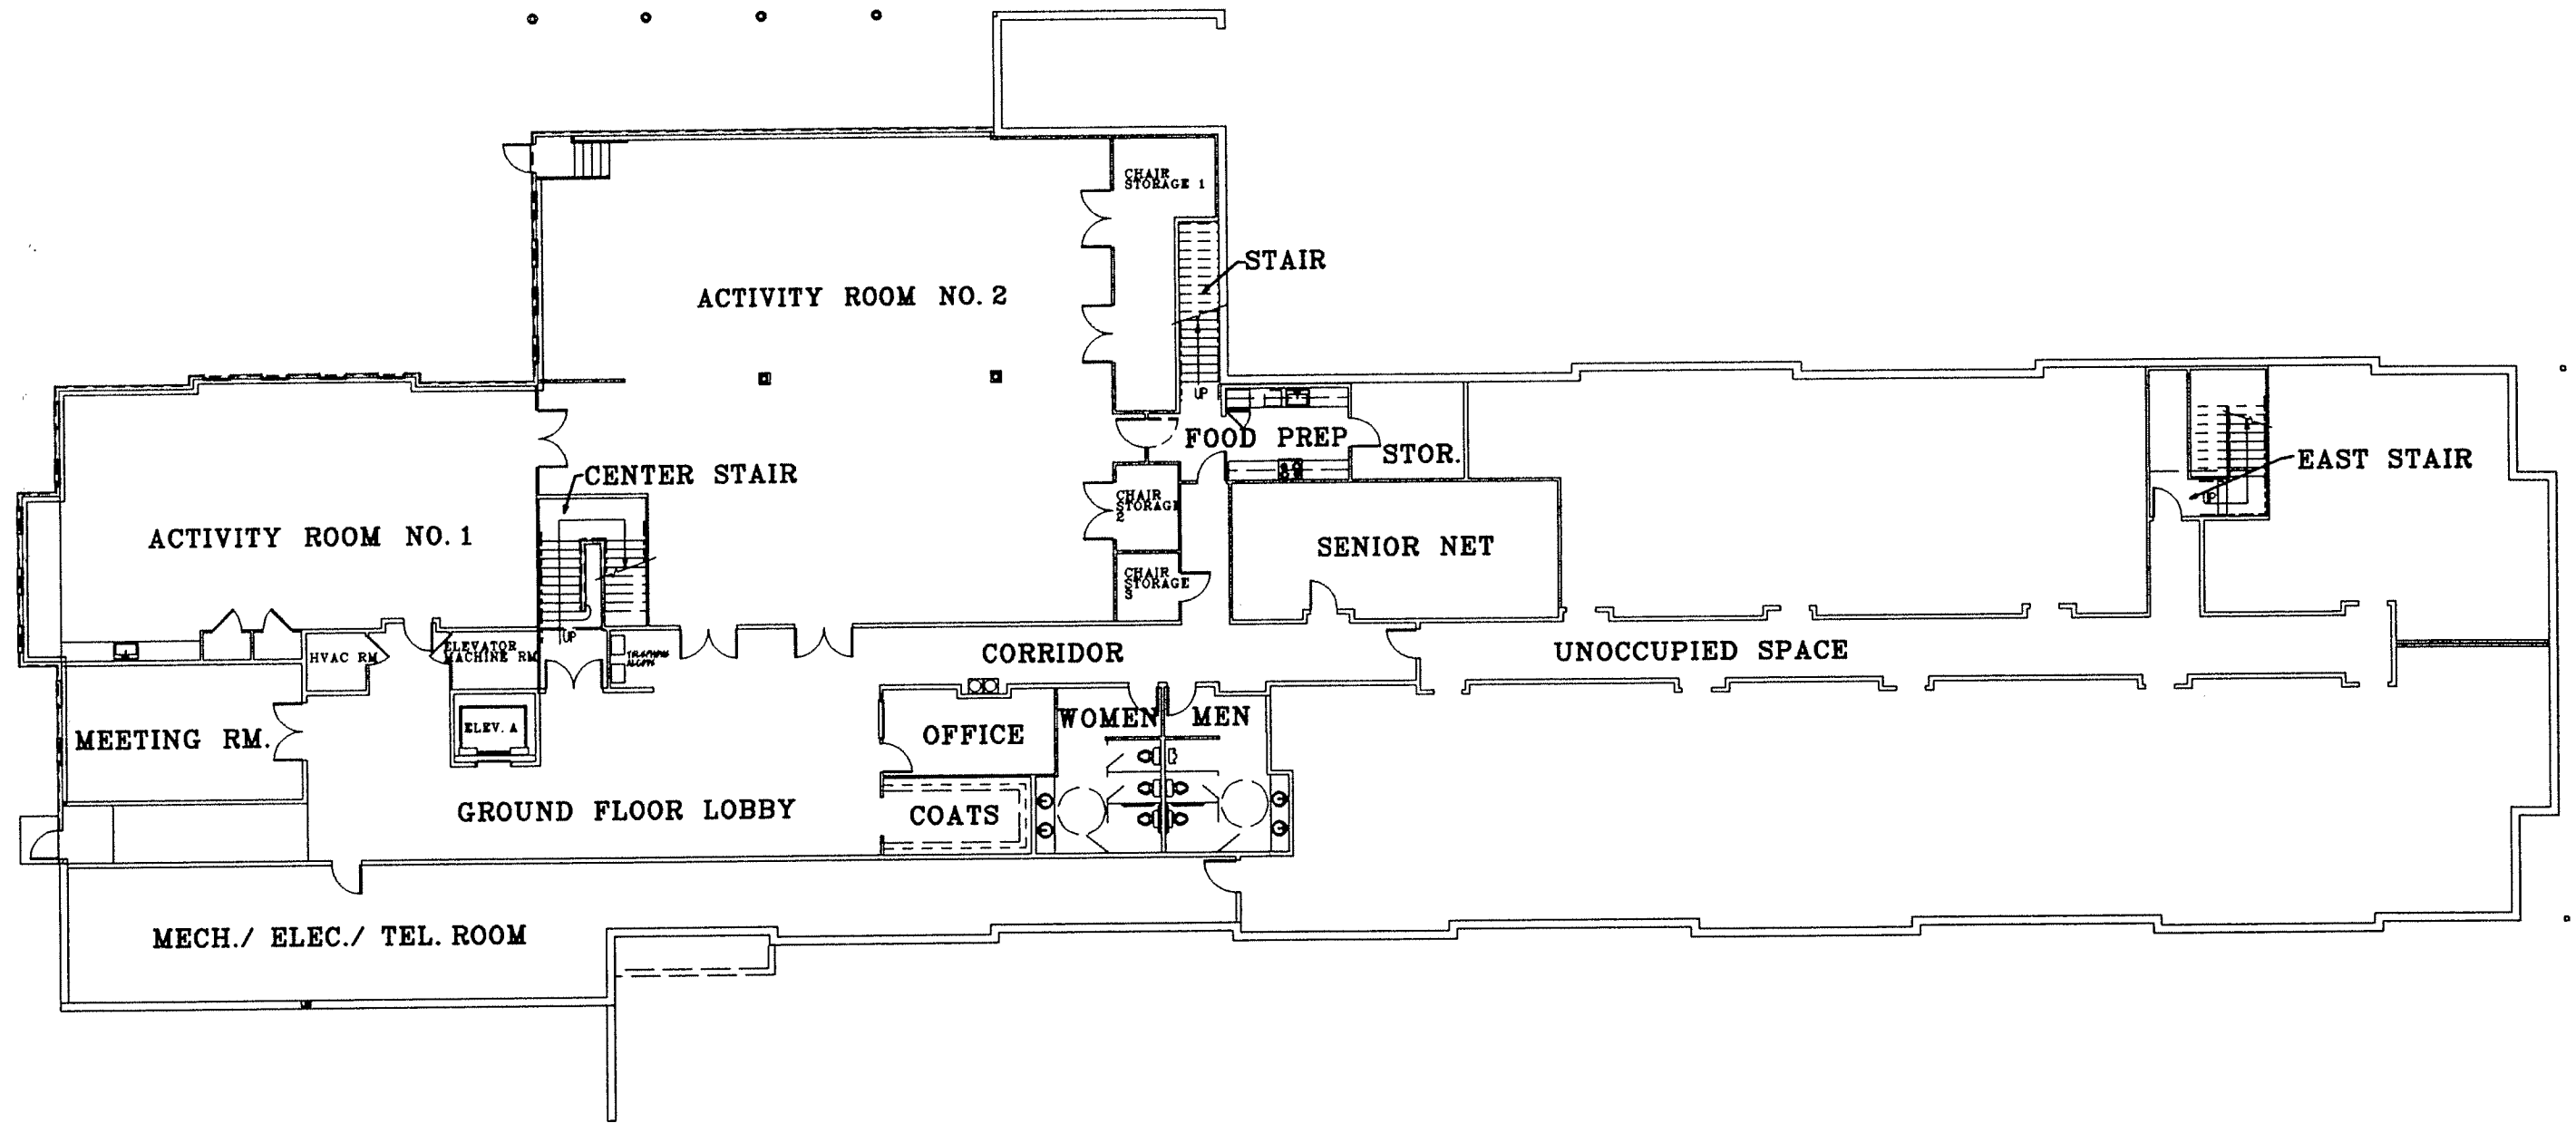 CHAIR
STORAGE 1
STAIR
ACTIVITY ROOM NO. 2
UP
FOOD PREP
STOR.
EAST STAIR
CENTER STAIR
UP
CHAIR
STORAGE
2
ACTIVITY ROOM NO. 1
SENIOR NET
CHAIR
STORAGE
3
UP
HVAC RM
ELEVATOR
MACHINE RM
CORRIDOR
UNOCCUPIED SPACE
MEETING RM.
ELEV. A
OFFICE
WOMEN
MEN
GROUND FLOOR LOBBY
COATS
MECH./ ELEC./ TEL. ROOM